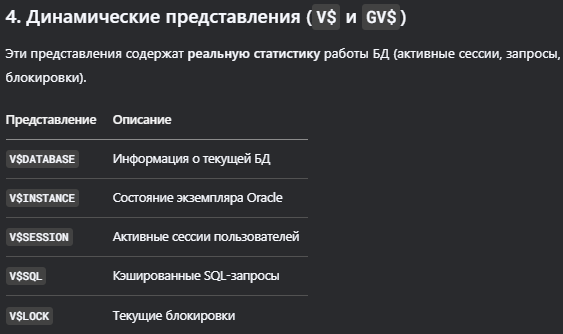 4. Динамические представления (V$ и GV$)
Эти представления содержат реальную статистику работы БД (активные сессии, запросы,
блокировки).
Представление Описание
V$DATABASE Информация о текущей БД
V$INSTANCE Состояние экземпляра Oracle
V$SESSION Активные сессии пользователей
V$SQL Кэшированные SQL-запросы
V$LOCK Текущие блокировки